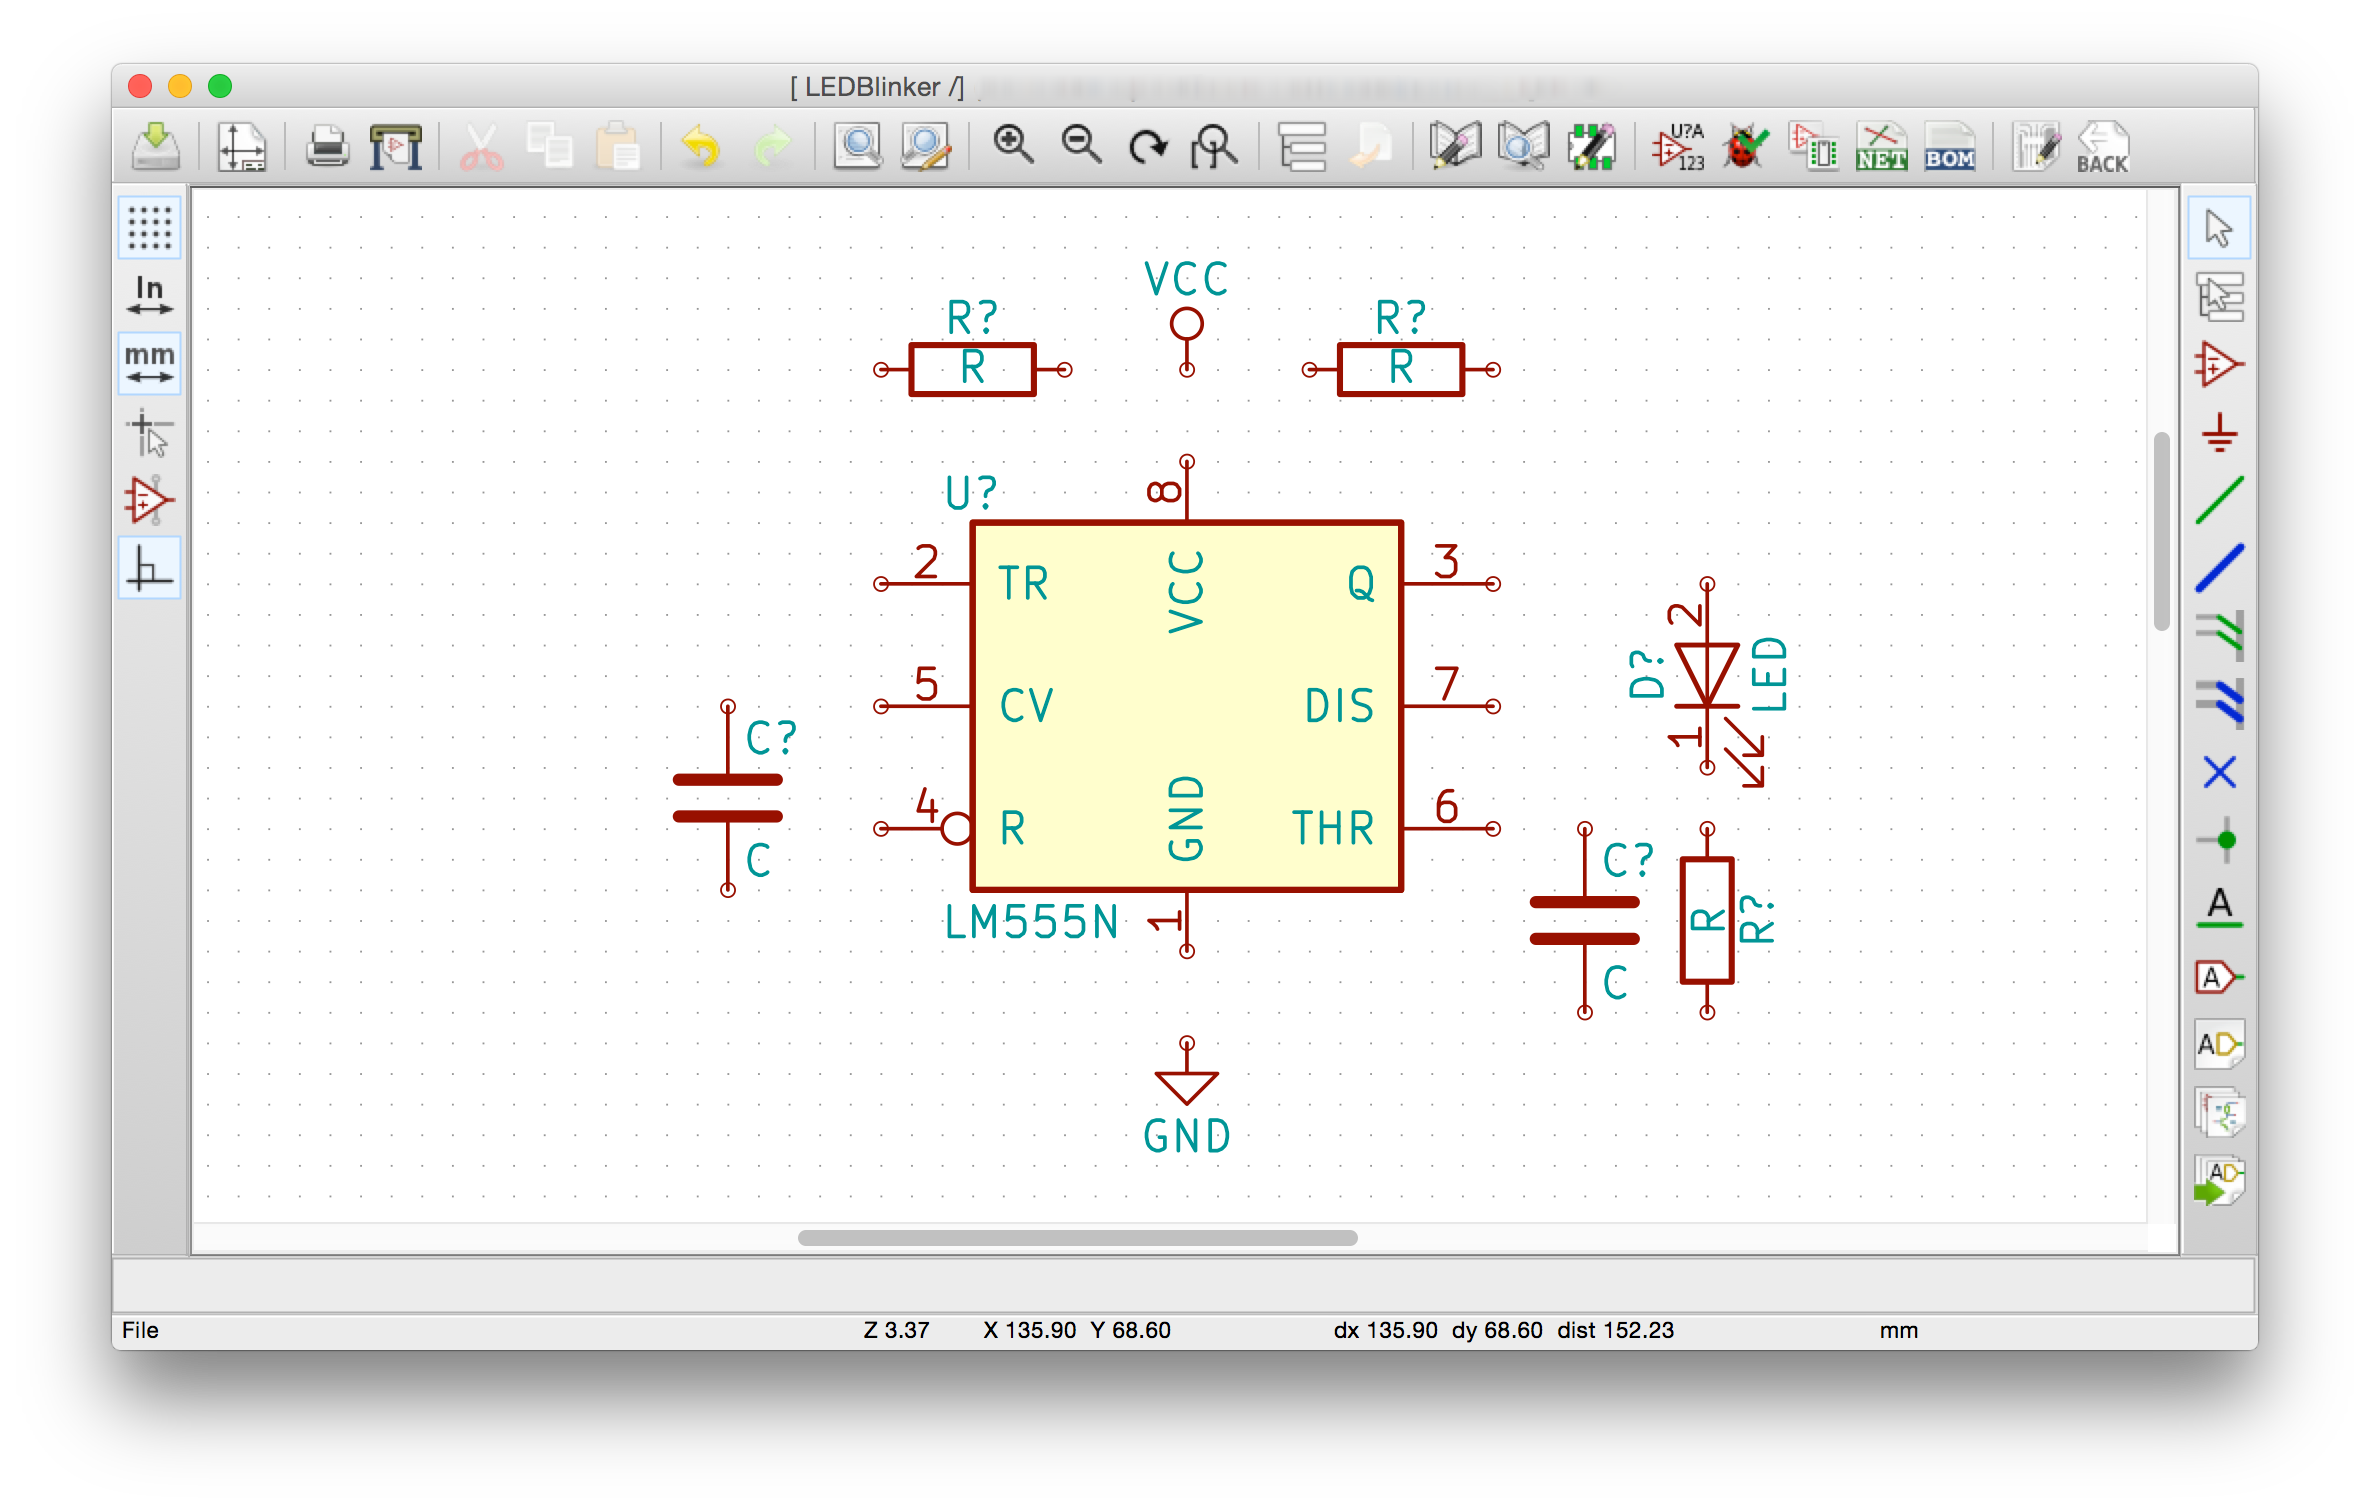 [ LEDBlinker /]
U?A
123
NET
BOM
BACK
In
mm
VCC
R?
R
R?
R
U?
8
2
TR
VCC
Q
3
5
CV
DIS
7
4
R
GND
THR
6
LM555N
1
C?
C
2
D?
LED
1
C?
C
R
R?
GND
A
A
AD
AD
File
Z 3.37
X 135.90 Y 68.60
dx 135.90 dy 68.60 dist 152.23
mm